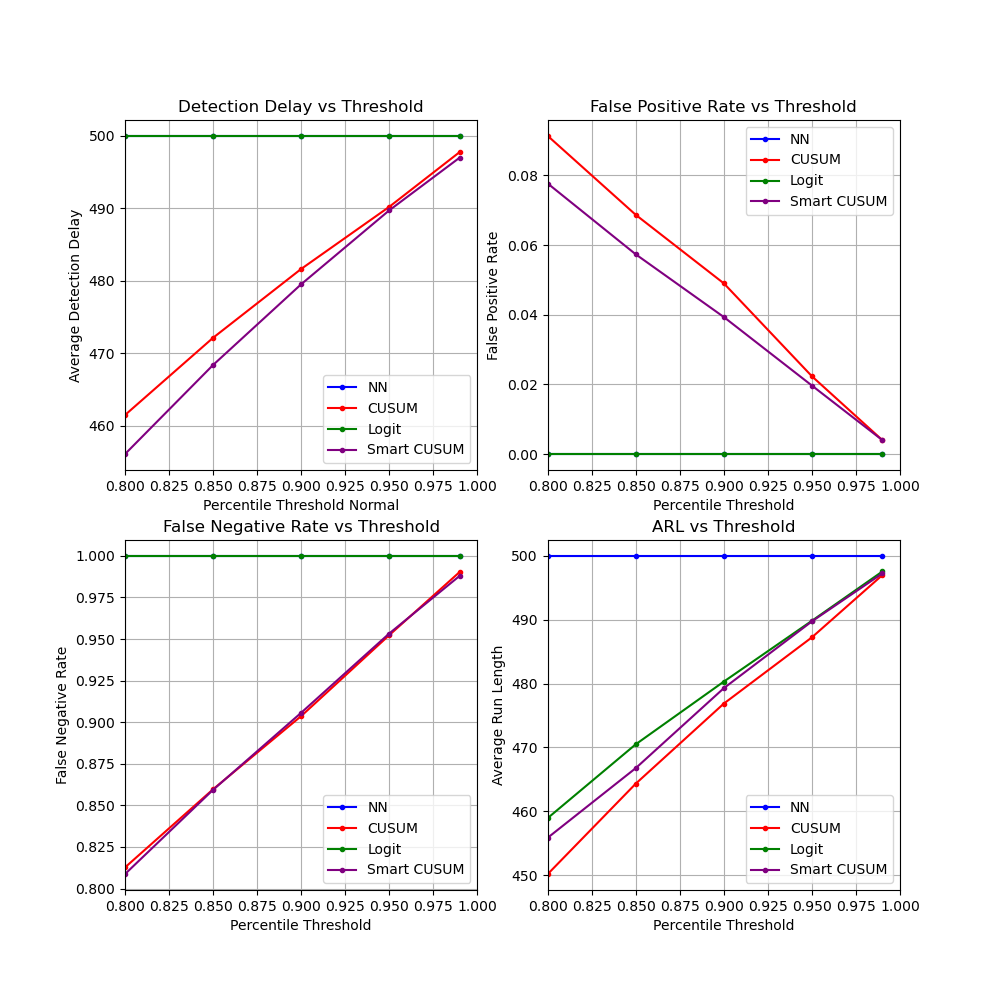 Detection Delay vs Threshold
500
490
480
470
460
Average Detection Delay
NN
CUSUM
Logit
Smart CUSUM
0.800 0.825 0.850 0.875 0.900 0.925 0.950 0.975 1.000
Percentile Threshold Normal
False Positive Rate vs Threshold
0.08
0.06
0.04
0.02
0.00
False Positive Rate
NN
CUSUM
Logit
Smart CUSUM
0.800 0.825 0.850 0.875 0.900 0.925 0.950 0.975 1.000
Percentile Threshold
False Negative Rate vs Threshold
1.000
0.975
0.950
0.925
0.900
0.875
0.850
0.825
0.800
False Negative Rate
NN
CUSUM
Logit
Smart CUSUM
0.800 0.825 0.850 0.875 0.900 0.925 0.950 0.975 1.000
Percentile Threshold
ARL vs Threshold
500
490
480
470
460
450
Average Run Length
NN
CUSUM
Logit
Smart CUSUM
0.800 0.825 0.850 0.875 0.900 0.925 0.950 0.975 1.000
Percentile Threshold